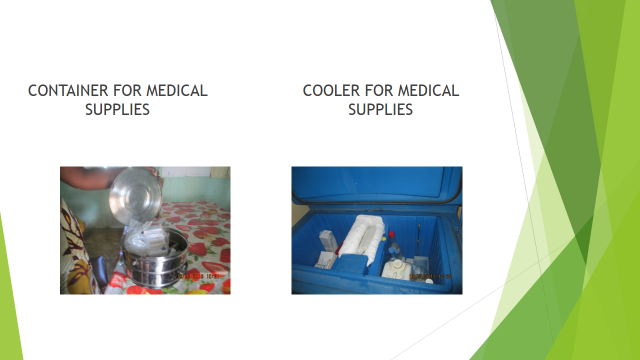 CONTAINER FOR MEDICAL
SUPPLIES
COOLER FOR MEDICAL
SUPPLIES